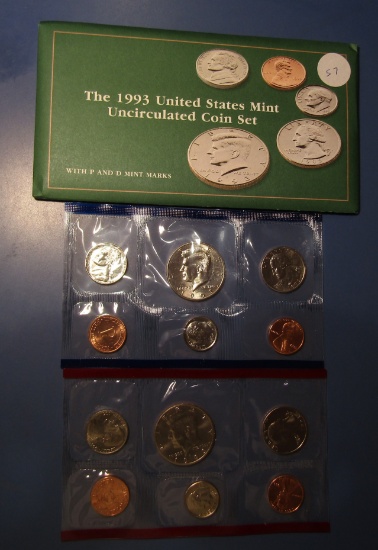 The 1993 United States Mint
Uncirculated Coin Set
WITH P AND D MINT MARKS
57